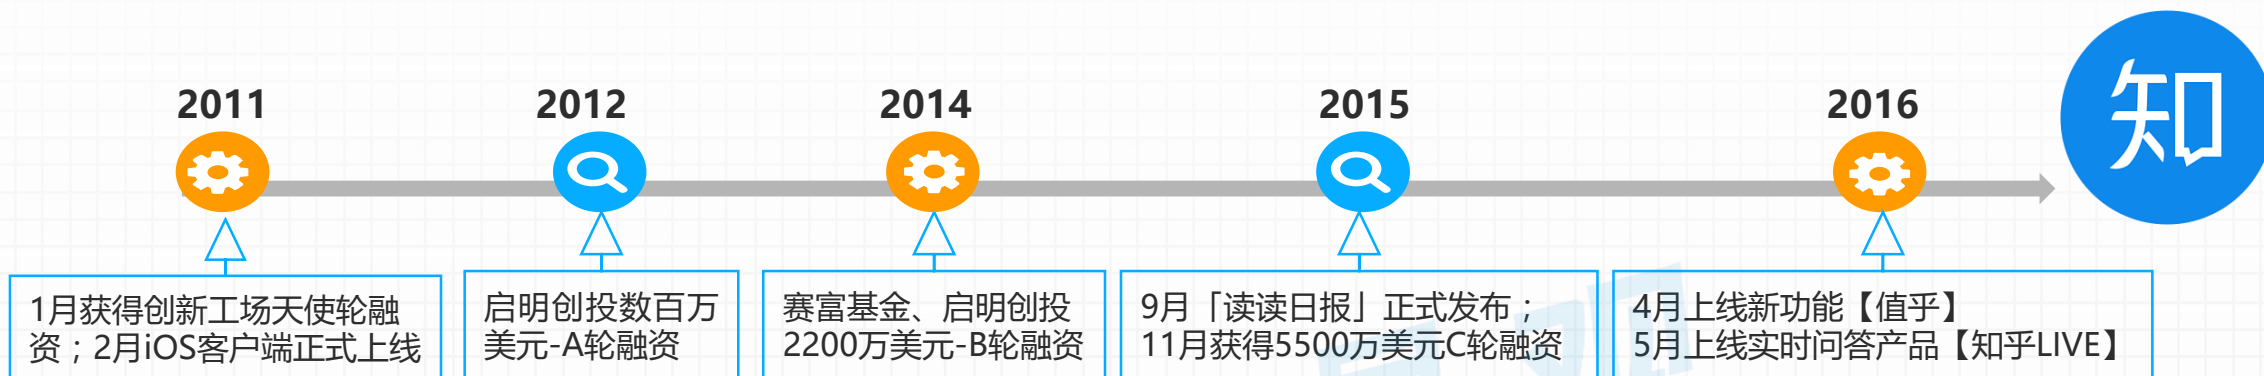 2011
2012
2014
2015
2016
知
1月获得创新工场天使轮融
资；2月iOS客户端正式上线
启明创投数百万
美元-A轮融资
赛富基金、启明创投
2200万美元-B轮融资
9月「读读日报」正式发布；
11月获得5500万美元C轮融资
4月上线新功能【值乎】
5月上线实时问答产品【知乎LIVE】